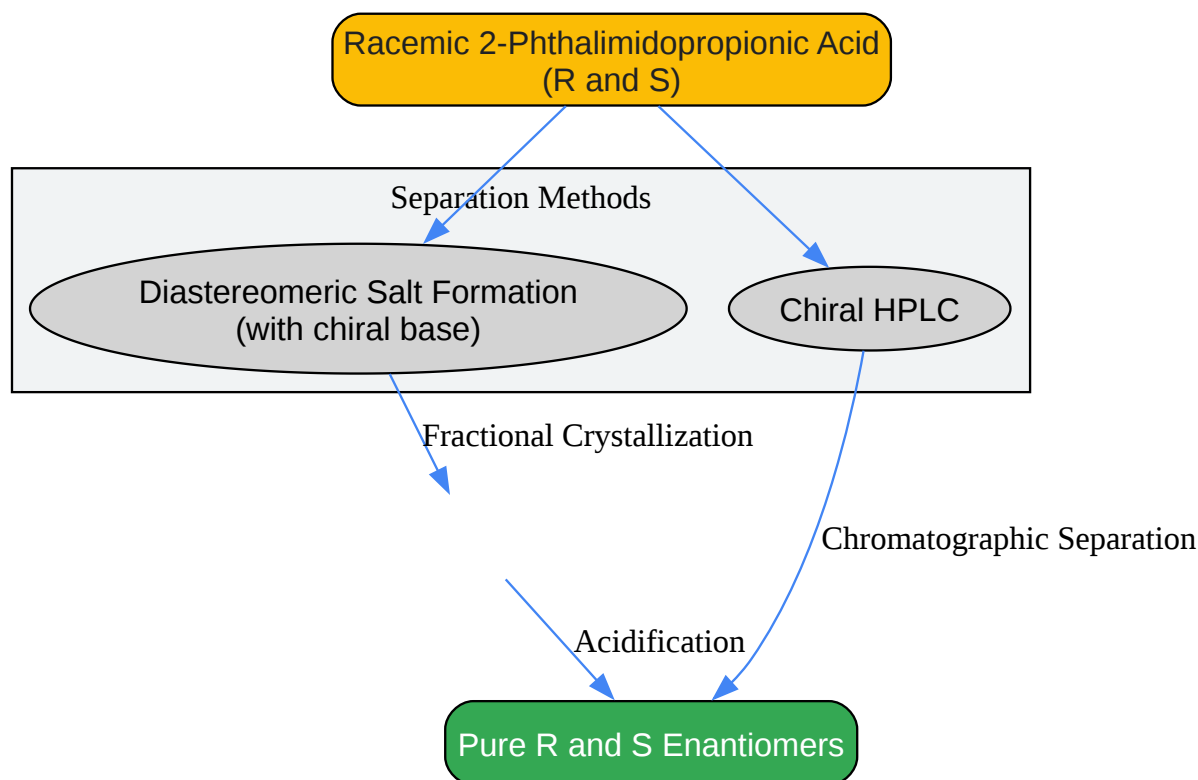 Racemic 2-Phthalimidopropionic Acid
(R and S)
Separation Methods
Diastereomeric Salt Formation
(with chiral base)
Chiral HPLC
Fractional Crystallization
Chromatographic Separation
Acidification
Pure R and S Enantiomers